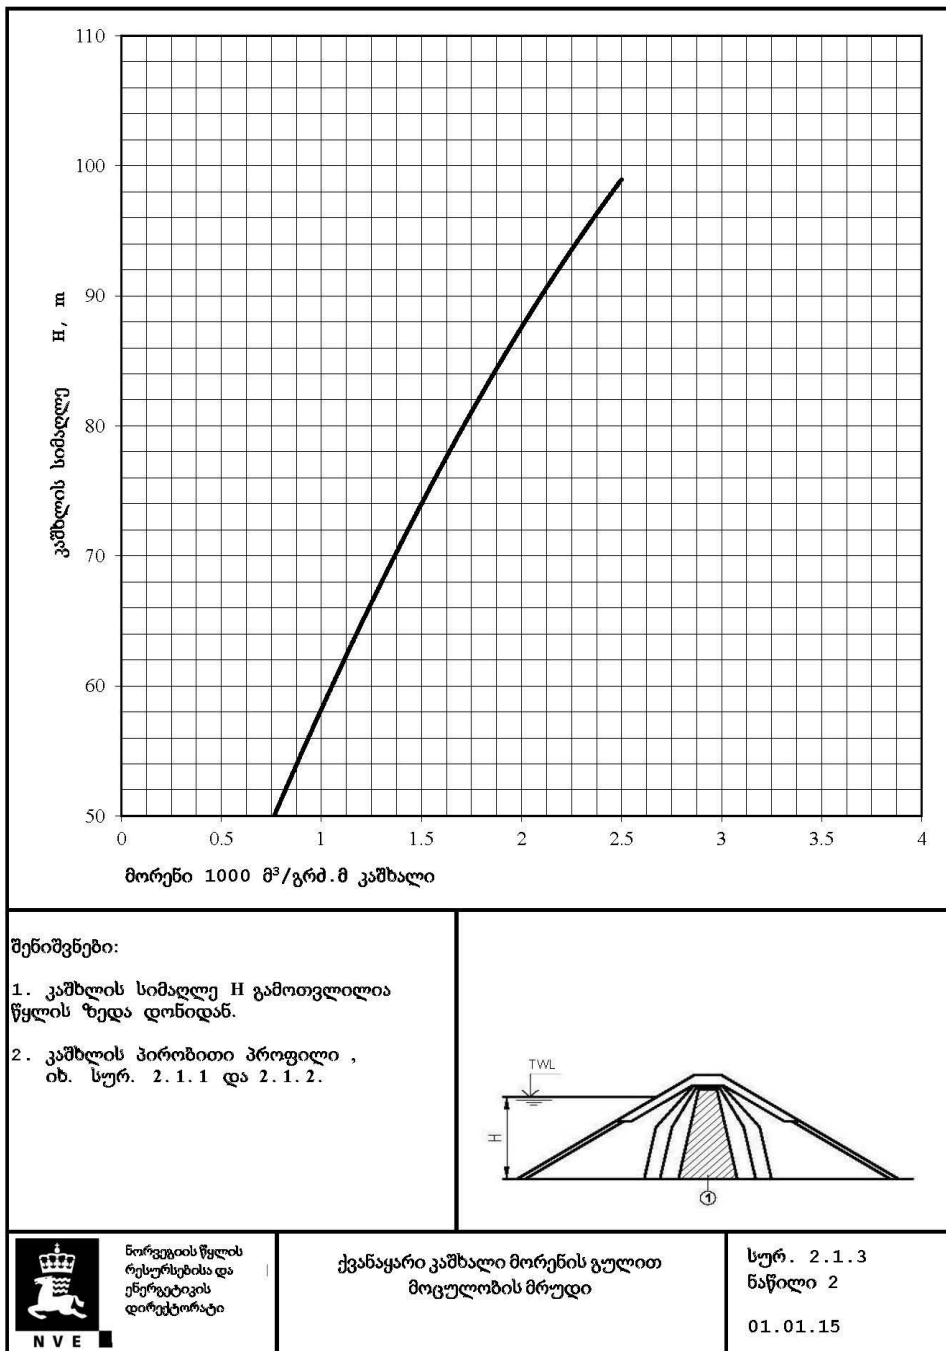 110
100
90
80
70
60
50
კაშხლის სიმაღლე H, m
0
0.5
1
1.5
2
2.5
3
3.5
4
მორენი 1000 მ³/გრძ.მ კაშხალი
შენიშვნები:
1. კაშხლის სიმაღლე H გამოთვლილია
წყლის ზედა დონიდან.
2. კაშხლის პირობითი პროფილი ,
იხ. სურ. 2.1.1 და 2.1.2.
TWL
H
1
NVE
ნორვეგიის წყლის
რესურსებისა და
ენერგეტიკის
დირექტორატი
ქვანაყარი კაშხალი მორენის გულით
მოცულობის მრუდი
სურ. 2.1.3
ნაწილი 2
01.01.15